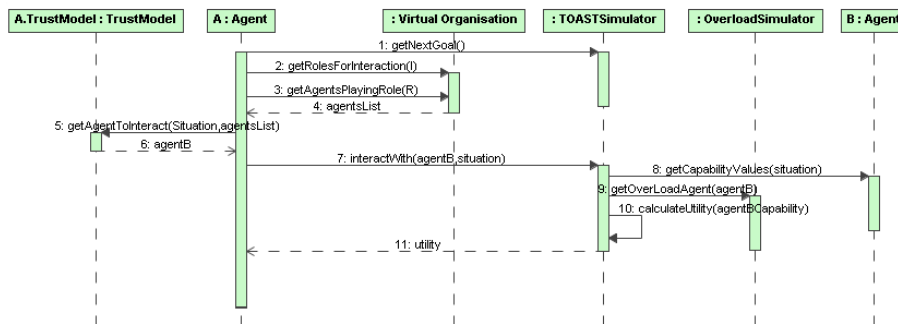 A.TrustModel : TrustModel
A : Agent
: Virtual Organisation
: TOASTSimulator
: OverloadSimulator
B : Agent
1: getNextGoal()
2: getRolesForInteraction(I)
3: getAgentsPlayingRole(R)
4: agentsList
5: getAgentToInteract(Situation,agentsList)
6: agentB
7: interactWith(agentB,situation)
8: getCapabilityValues(situation)
9: getOverLoadAgent(agentB)
10: calculateUtility(agentBCapability)
11: utility